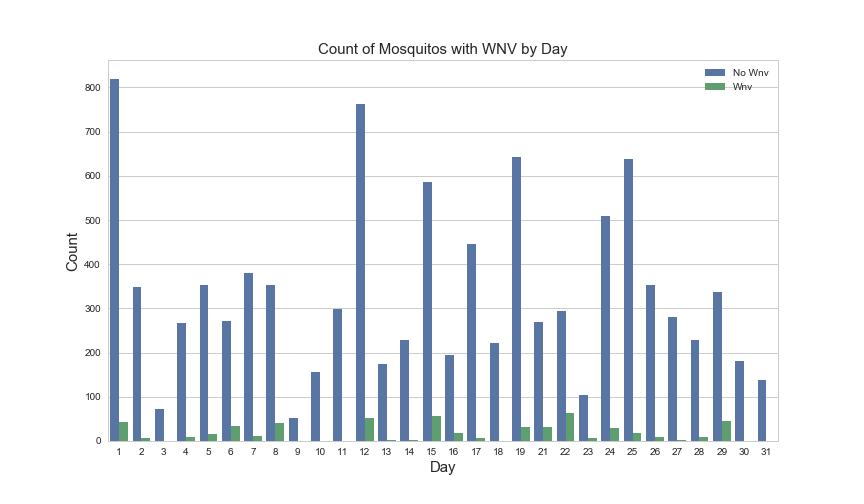 Count of Mosquitos with WNV by Day
No Wnv
Wnv
800
700
600
500
400
300
200
100
0
Count
1 2 3 4 5 6 7 8 9 10 11 12 13 14 15 16 17 18 19 20 21 22 23 24 25 26 27 28 29 30 31
Day